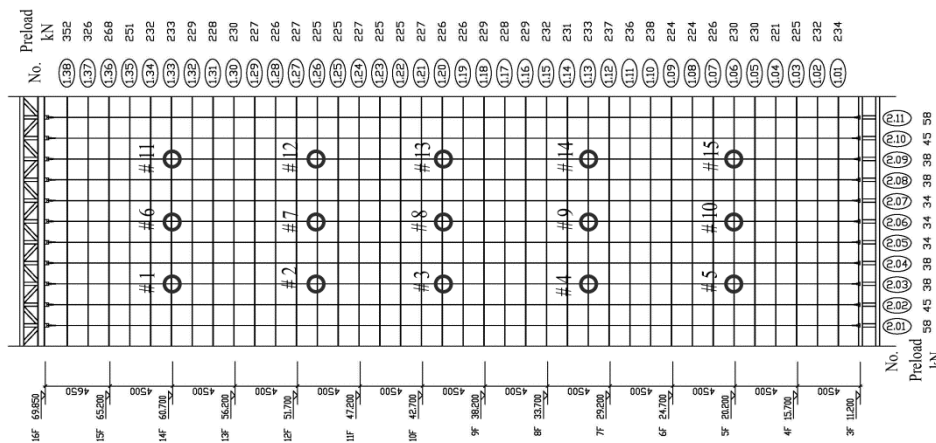 Preload
kN 352 326 268 251 232 233 229 228 230 227 226 227 225 225 227 225 225 227 226 226 229 228 229 232 231 233 237 236 238 224 224 226 230 230 221 225 232 234
No. 1.38 1.37 1.36 1.35 1.34 1.33 1.32 1.31 1.30 1.29 1.28 1.27 1.26 1.25 1.24 1.23 1.22 1.21 1.20 1.19 1.18 1.17 1.16 1.15 1.14 1.13 1.12 1.11 1.10 1.09 1.08 1.07 1.06 1.05 1.04 1.03 1.02 1.01
#11 #12 #13 #14 #15
#6 #7 #8 #9 #10
#1 #2 #3 #4 #5
2.11 58
2.10 45
2.09 38
2.08 38
2.07 34
2.06 34
2.05 34
2.04 38
2.03 38
2.02 45
2.01 58
No. Preload
kN
4650 4500 4500 4500 4500 4500 4500 4500 4500 4500 4500 4500 4500
16F 69.850
15F 65.200
14F 60.700
13F 56.200
12F 51.700
11F 47.200
10F 42.700
9F 38.200
8F 33.700
7F 29.200
6F 24.700
5F 20.200
4F 15.700
3F 11.200